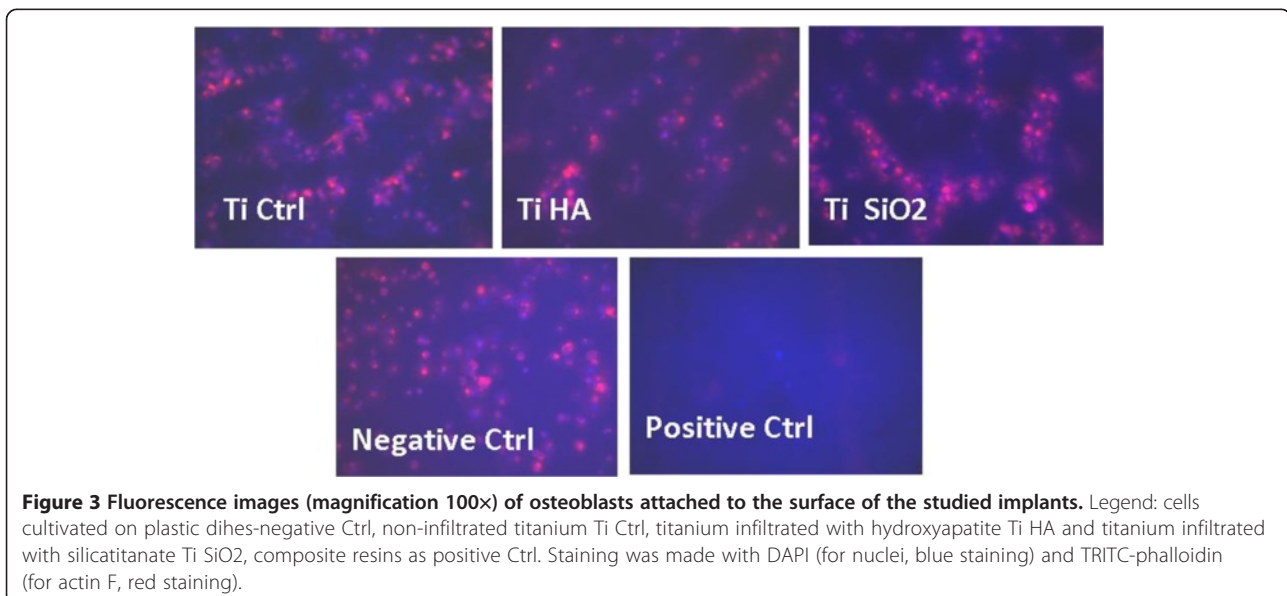 Ti Ctrl
Ti HA
Ti SiO2
Negative Ctrl
Positive Ctrl
Figure 3 Fluorescence images (magnification 100×) of osteoblasts attached to the surface of the studied implants. Legend: cells
cultivated on plastic dihes-negative Ctrl, non-infiltrated titanium Ti Ctrl, titanium infiltrated with hydroxyapatite Ti HA and titanium infiltrated
with silicatitanate Ti SiO2, composite resins as positive Ctrl. Staining was made with DAPI (for nuclei, blue staining) and TRITC-phalloidin
(for actin F, red staining).